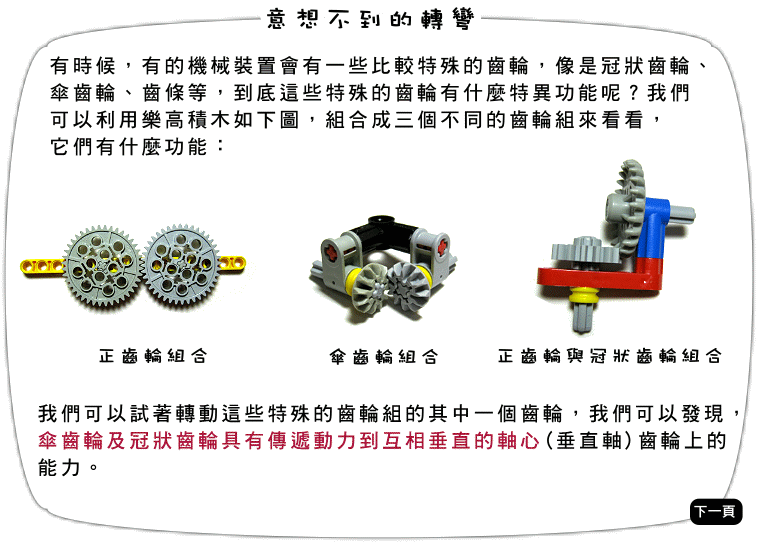 意想不到的轉彎
有時候，有的機械裝置會有一些比較特殊的齒輪，像是冠狀齒輪、
傘齒輪、齒條等，到底這些特殊的齒輪有什麼特異功能呢？我們
可以利用樂高積木如下圖，組合成三個不同的齒輪組來看看，
它們有什麼功能：
正齒輪組合
傘齒輪組合
正齒輪與冠狀齒輪組合
我們可以試著轉動這些特殊的齒輪組的其中一個齒輪，我們可以發現，
傘齒輪及冠狀齒輪具有傳遞動力到互相垂直的軸心(垂直軸)齒輪上的
能力。
下一頁